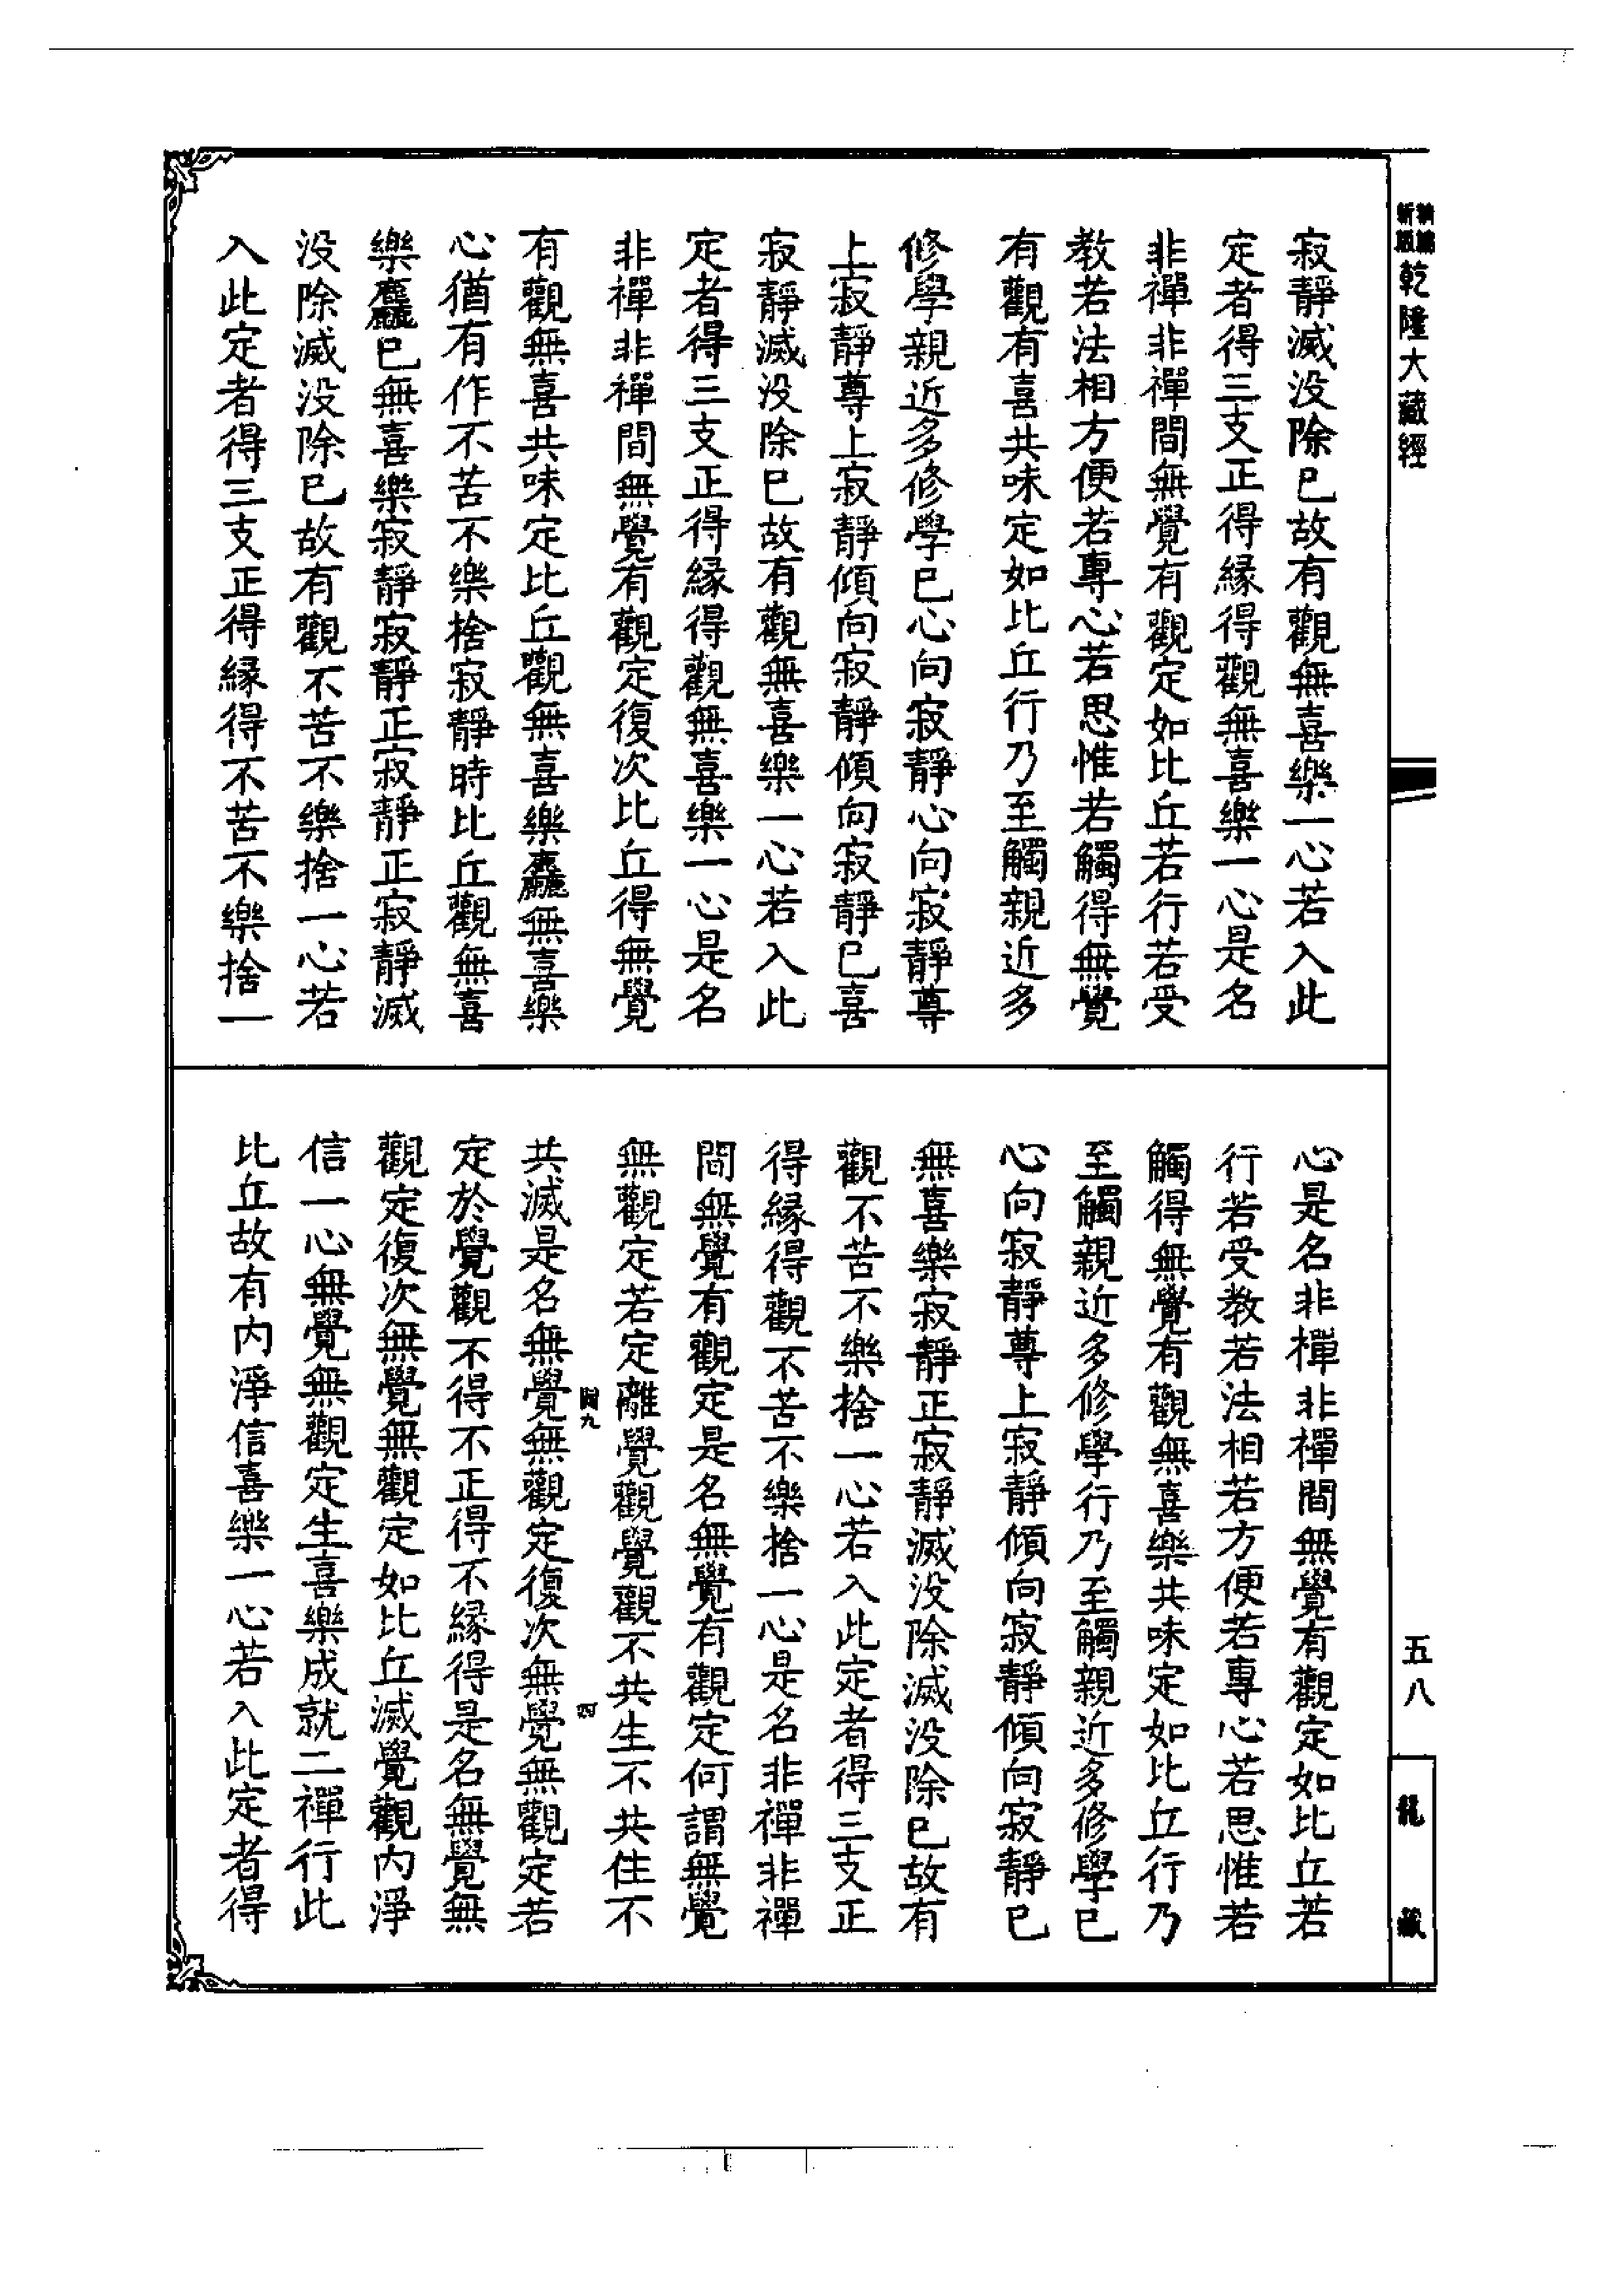 乾隆大藏經
寂靜滅没除已故有觀無喜樂一心若入此
定者得三支正得緣得觀無喜樂一心是名
非禪非禪間無覺有觀定如比丘若行若受
教若法相方便若專心若思惟若觸得無覺
有觀有喜共味定如比丘行乃至觸親近多
修學親近多修學已心向寂靜心向寂靜尊
上寂靜尊上寂靜傾向寂靜傾向寂靜已喜
寂靜滅没除已故有觀無喜樂一心若入此
定者得三支正得緣得觀無喜樂一心是名
非禪非禪間無覺有觀定復次比丘得無覺
有觀無喜共味定比丘觀無喜樂麤無喜樂
心猶有作不苦不樂捨寂靜時比丘觀無喜
樂麤已無喜樂寂靜寂靜正寂靜正寂靜滅
没除滅没除已故有觀不苦不樂捨一心若
入此定者得三支正得緣得不苦不樂捨一
心是名非禪非禪間無覺有觀定如比丘若
行若受教若法相若方便若專心若思惟若
觸得無覺有觀無喜樂共味定如比丘行乃
至觸親近多修學行乃至觸親近多修學已
心向寂靜尊上寂靜傾向寂靜傾向寂靜已
無喜樂寂靜正寂靜滅没除滅没除已故有
觀不苦不樂捨一心若入此定者得三支正
得緣得觀不苦不樂捨一心是名非禪非禪
間無覺有觀定是名無覺有觀定何謂無覺
無觀定若定離覺觀覺觀不共生不共住不
共滅是名無覺無觀定復次無覺無觀定若
定於覺觀不得不正得不緣得是名無覺無
觀定復次無覺無觀定如比丘滅覺觀內淨
信一心無覺無觀定生喜樂成就二禪行此
比丘故有內淨信喜樂一心若入此定者得
四
五八
龍藏